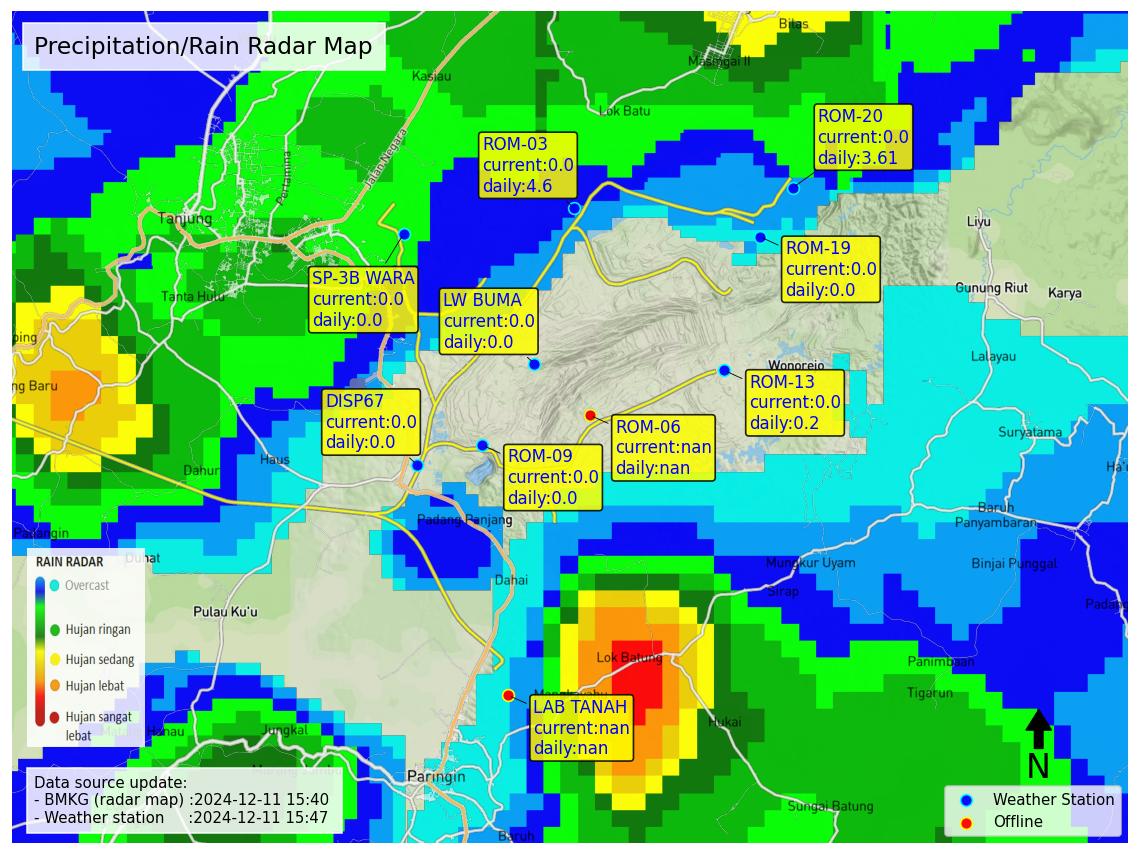 Precipitation/Rain Radar Map
Bilas
Masingai II
Kasiau
Lok Batu
Jalan Negara
Pertamina
ROM-20
current:0.0
daily:3.61
ROM-03
current:0.0
daily:4.6
Tanjung
Liyu
ROM-19
current:0.0
daily:0.0
SP-3B WARA
current:0.0
daily:0.0
Tanta Hulu
LW BUMA
current:0.0
daily:0.0
Gunung Riut
Karya
ping
Lalayau
Wonorejo
ng Baru
ROM-13
current:0.0
daily:0.2
DISP67
current:0.0
daily:0.0
ROM-06
current:nan
daily:nan
Suryatama
Haus
Dahur
ROM-09
current:0.0
daily:0.0
Ha'u
Baruh
Panyambaran
Padang Panjang
Padangin
Mungkur Uyam
Binjai Punggal
Dahai
Sirap
Padang
Pulau Ku'u
RAIN RADAR
Overcast
Hujan ringan
Hujan sedang
Hujan lebat
Hujan sangat
lebat
Lok Batung
Panimbaan
Tigarun
LAB TANAH
current:nan
daily:nan
Hukai
Jungkal
Paringin
N
Data source update:
- BMKG (radar map) :2024-12-11 15:40
- Weather station :2024-12-11 15:47
Sungai Batung
Baruh
Weather Station
Offline